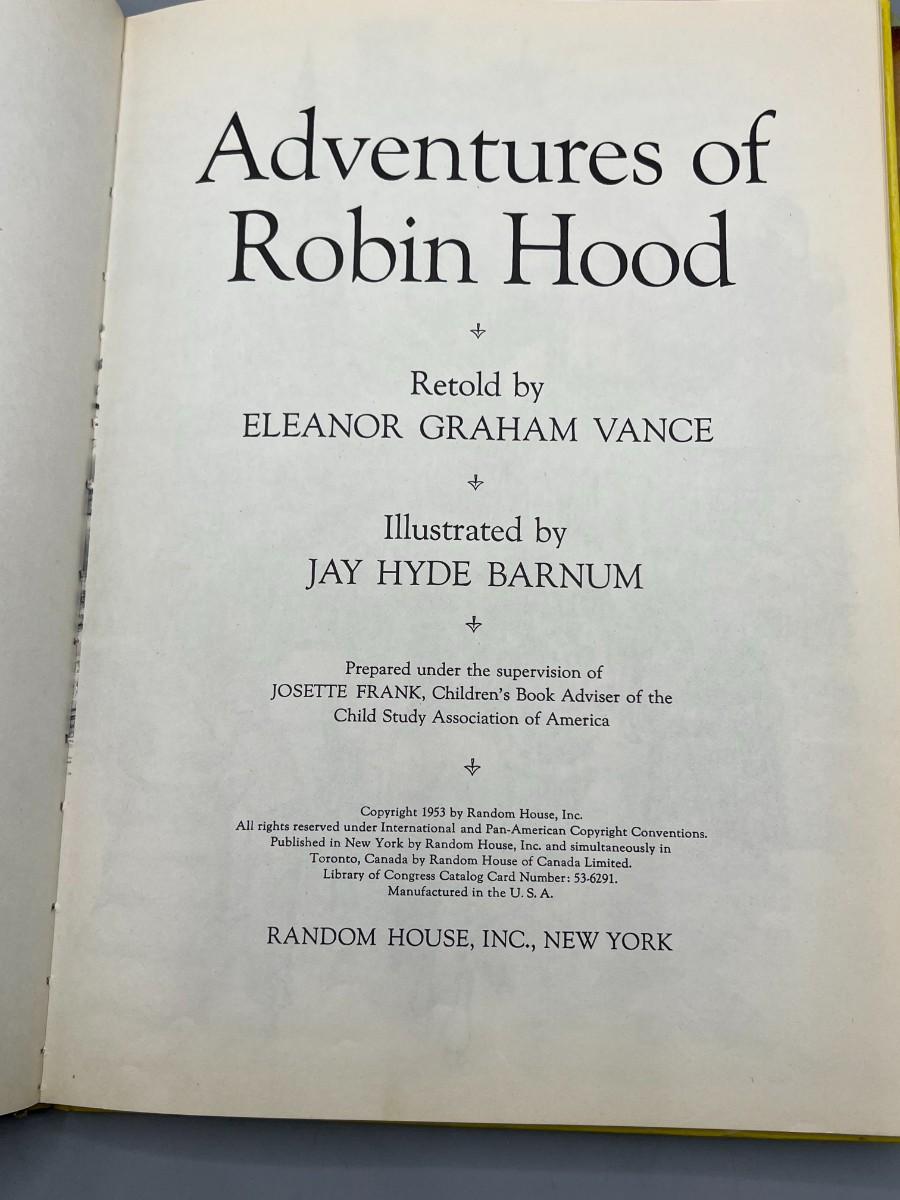 Adventures of
Robin Hood
Retold by
ELEANOR GRAHAM VANCE
Illustrated by
JAY HYDE BARNUM
Prepared under the supervision of
JOSETTE FRANK, Children's Book Adviser of the
Child Study Association of America
Copyright 1953 by Random House, Inc.
All rights reserved under International and Pan-American Copyright Conventions.
Published in New York by Random House, Inc. and simultaneously in
Toronto, Canada by Random House of Canada Limited.
Library of Congress Catalog Card Number: 53-6291.
Manufactured in the U. S. A.
RANDOM HOUSE, INC., NEW YORK